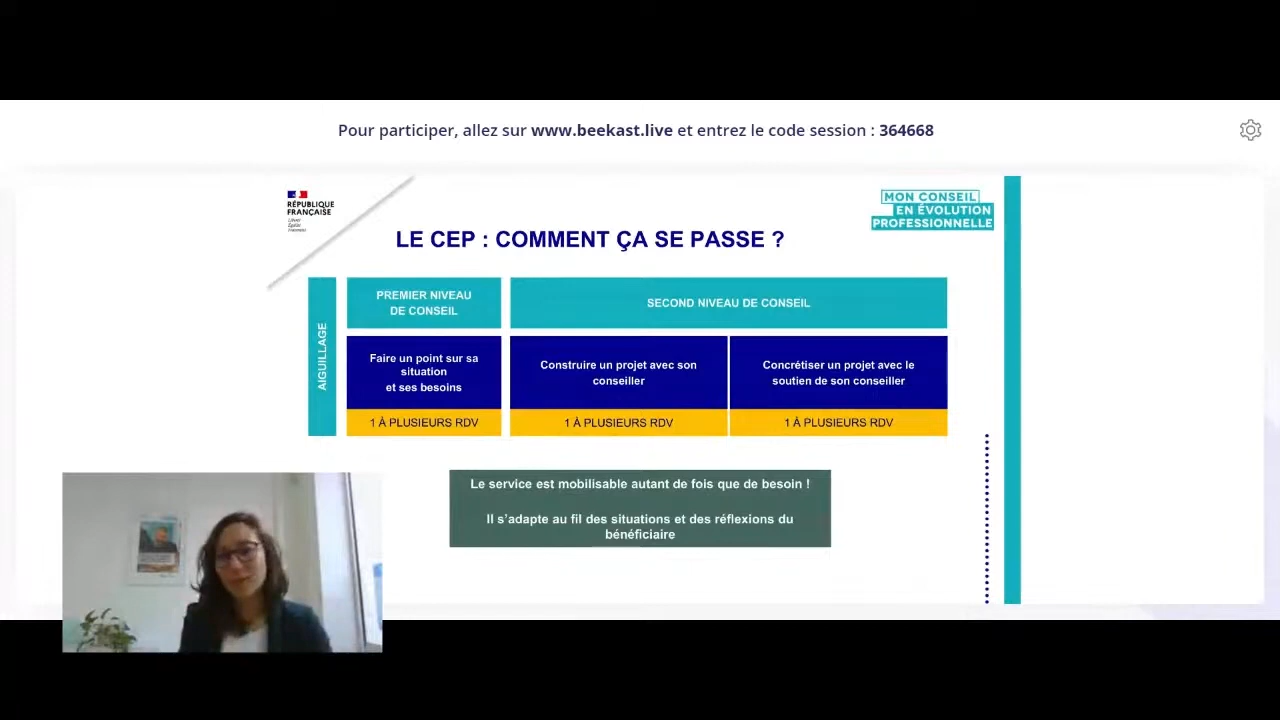 Pour participer, allez sur www.beekast.live et entrez le code session : 364668
RÉPUBLIQUE
FRANÇAISE
Liberté
Égalité
Fraternité
MON CONSEIL
EN ÉVOLUTION
PROFESSIONNELLE
LE CEP : COMMENT ÇA SE PASSE ?
AIGUILLAGE
PREMIER NIVEAU
DE CONSEIL
SECOND NIVEAU DE CONSEIL
Faire un point sur sa
situation
et ses besoins
Construire un projet avec son
conseiller
Concrétiser un projet avec le
soutien de son conseiller
1 À PLUSIEURS RDV
1 À PLUSIEURS RDV
1 À PLUSIEURS RDV
Le service est mobilisable autant de fois que de besoin !
Il s’adapte au fil des situations et des réflexions du
bénéficiaire